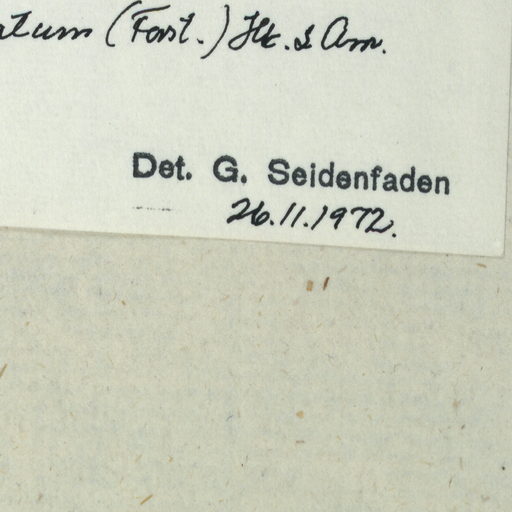 atum (Forst.) Hk. & Arn.
Det. G. Seidenfaden
26.11.1972.